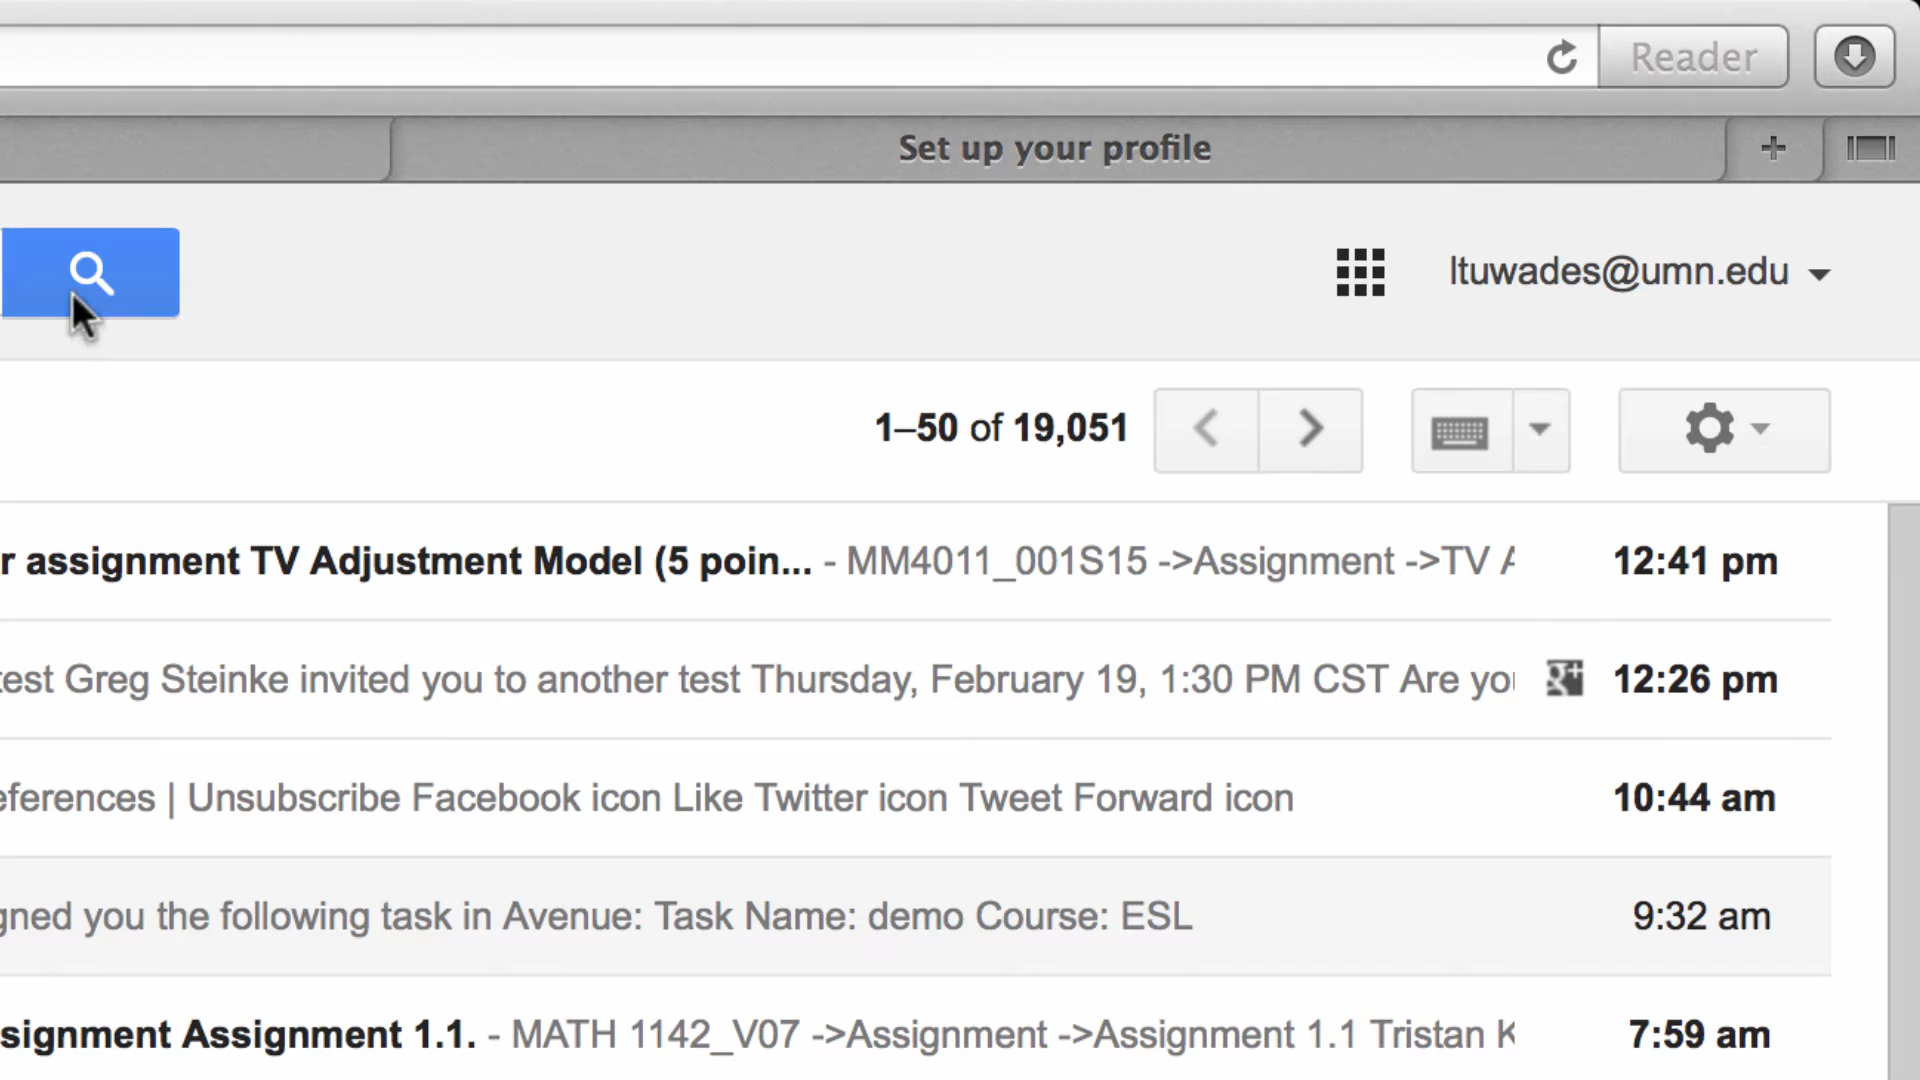 Reader
Set up your profile
ltuwades@umn.edu
1–50 of 19,051
r assignment TV Adjustment Model (5 poin... - MM4011_001S15 ->Assignment ->TV A 12:41 pm
test Greg Steinke invited you to another test Thursday, February 19, 1:30 PM CST Are you 12:26 pm
eferences | Unsubscribe Facebook icon Like Twitter icon Tweet Forward icon 10:44 am
gned you the following task in Avenue: Task Name: demo Course: ESL 9:32 am
signment Assignment 1.1. - MATH 1142_V07 ->Assignment ->Assignment 1.1 Tristan K 7:59 am